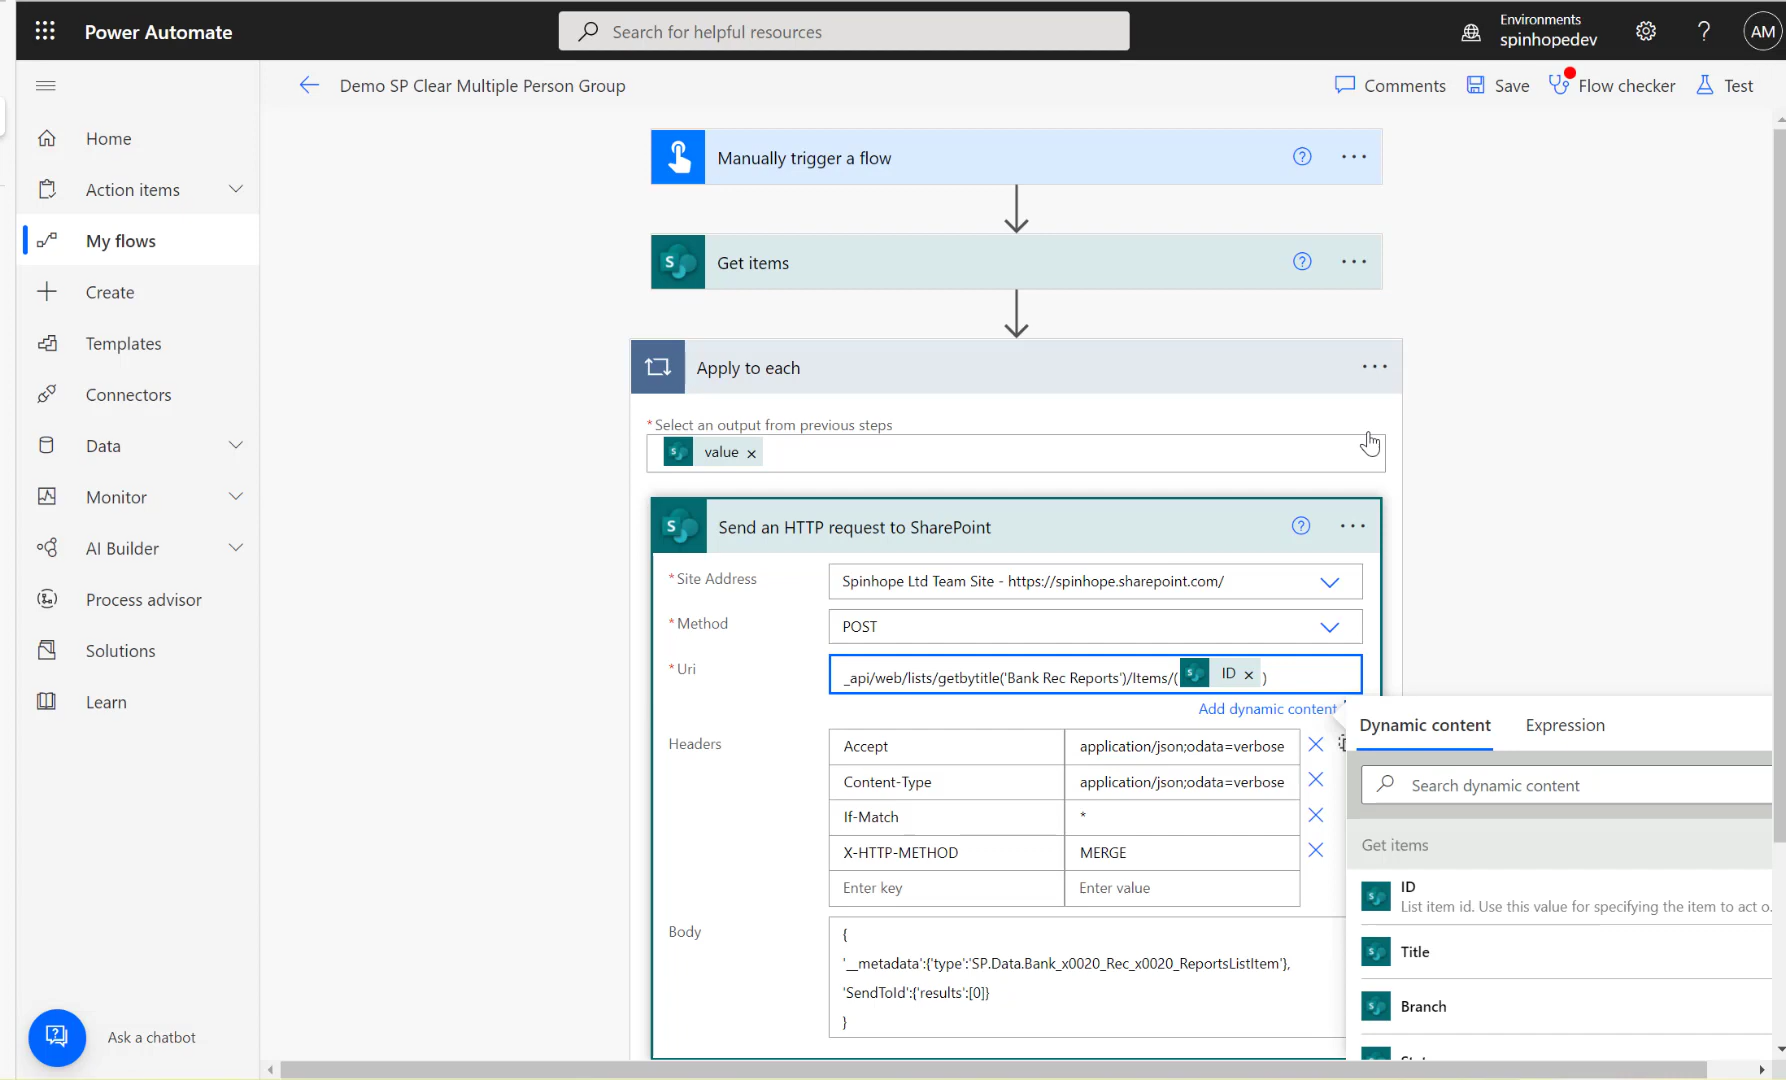 Power Automate
Search for helpful resources
Environments
spinhopedev
?
AM
Demo SP Clear Multiple Person Group
Comments
Save
Flow checker
Test
Home
Action items
My flows
Create
Templates
Connectors
Data
Monitor
AI Builder
Process advisor
Solutions
Learn
Ask a chatbot
Manually trigger a flow
Get items
Apply to each
*Select an output from previous steps
value ×
Send an HTTP request to SharePoint
*Site Address
Spinhope Ltd Team Site - https://spinhope.sharepoint.com/
*Method
POST
*Uri
_api/web/lists/getbytitle('Bank Rec Reports')/Items/( ID × )
Add dynamic content
Headers
Accept application/json;odata=verbose
Content-Type application/json;odata=verbose
If-Match *
X-HTTP-METHOD MERGE
Enter key Enter value
Body
{
'__metadata':{'type':'SP.Data.Bank_x0020_Rec_x0020_ReportsListItem'},
'SendToId':{'results':[0]}
}
Dynamic content Expression
Search dynamic content
Get items
ID
List item id. Use this value for specifying the item to act o.
Title
Branch